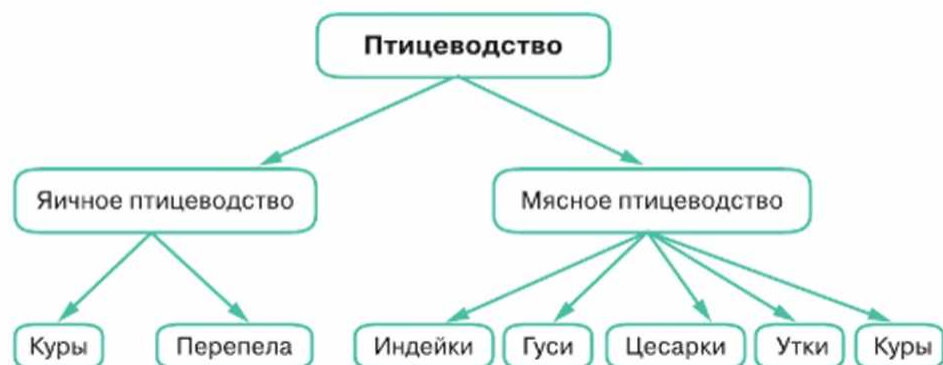 Птицеводство
Яичное птицеводство
Мясное птицеводство
Куры
Перепела
Индейки
Гуси
Цесарки
Утки
Куры